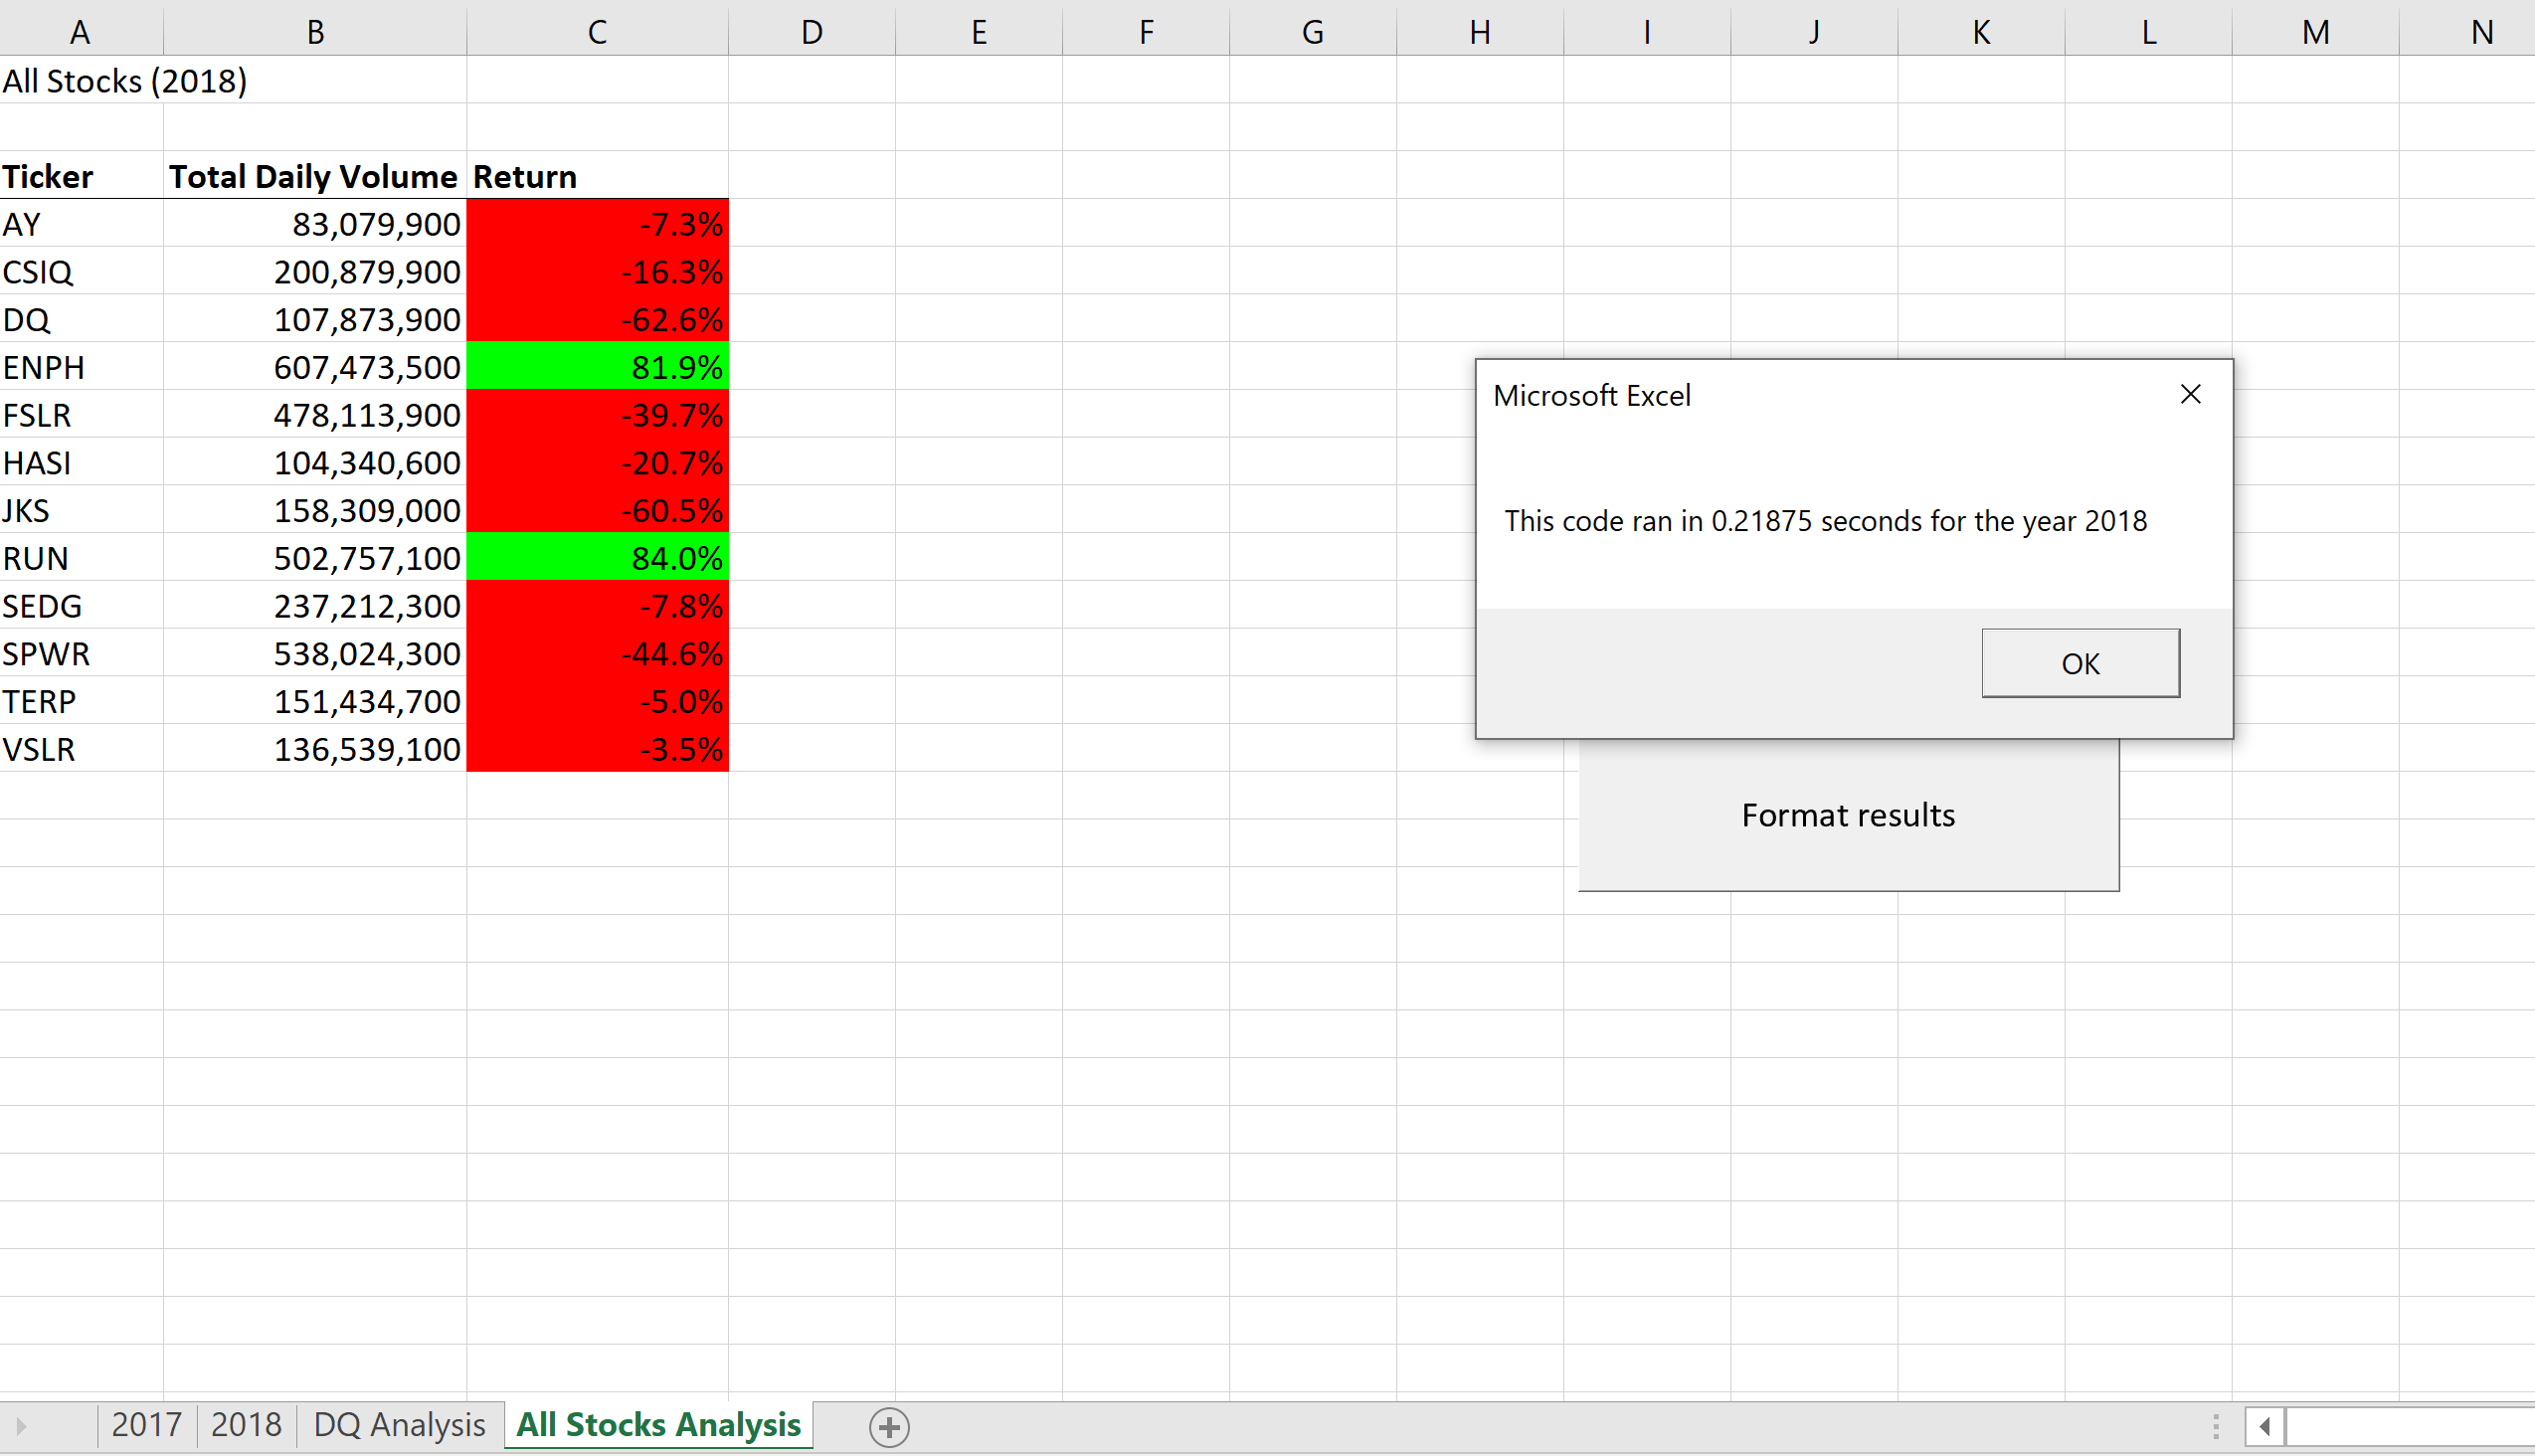 A B C D E F G H I J K L M N
All Stocks (2018)
Ticker Total Daily Volume Return
AY 83,079,900 -7.3%
CSIQ 200,879,900 -16.3%
DQ 107,873,900 -62.6%
ENPH 607,473,500 81.9%
FSLR 478,113,900 -39.7%
HASI 104,340,600 -20.7%
JKS 158,309,000 -60.5%
RUN 502,757,100 84.0%
SEDG 237,212,300 -7.8%
SPWR 538,024,300 -44.6%
TERP 151,434,700 -5.0%
VSLR 136,539,100 -3.5%
Microsoft Excel
This code ran in 0.21875 seconds for the year 2018
OK
Format results
2017 2018 DQ Analysis All Stocks Analysis